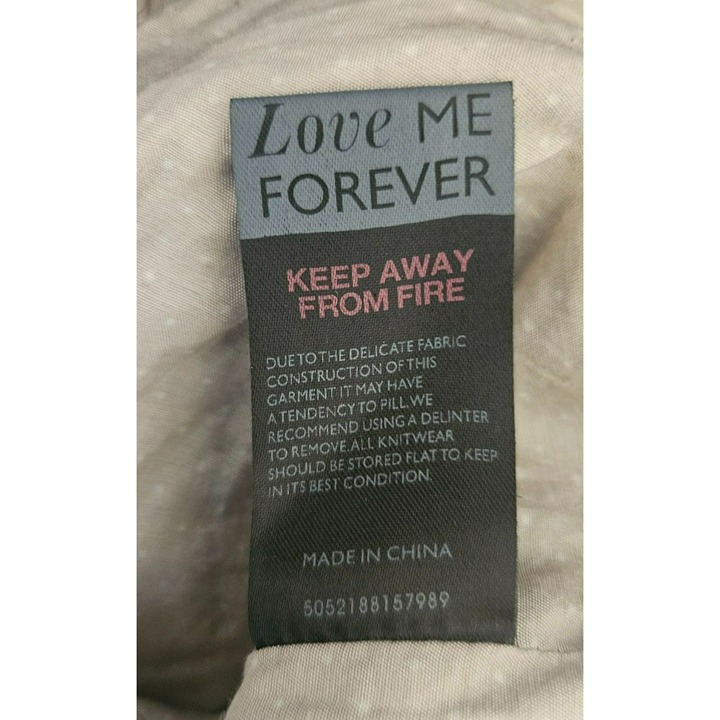 Love ME
FOREVER
KEEP AWAY
FROM FIRE
DUE TO THE DELICATE FABRIC
CONSTRUCTION OF THIS
GARMENT IT MAY HAVE
A TENDENCY TO PILL.WE
RECOMMEND USING A DELINTER
TO REMOVE.ALL KNITWEAR
SHOULD BE STORED FLAT TO KEEP
IN ITS BEST CONDITION.
MADE IN CHINA
5052188157989